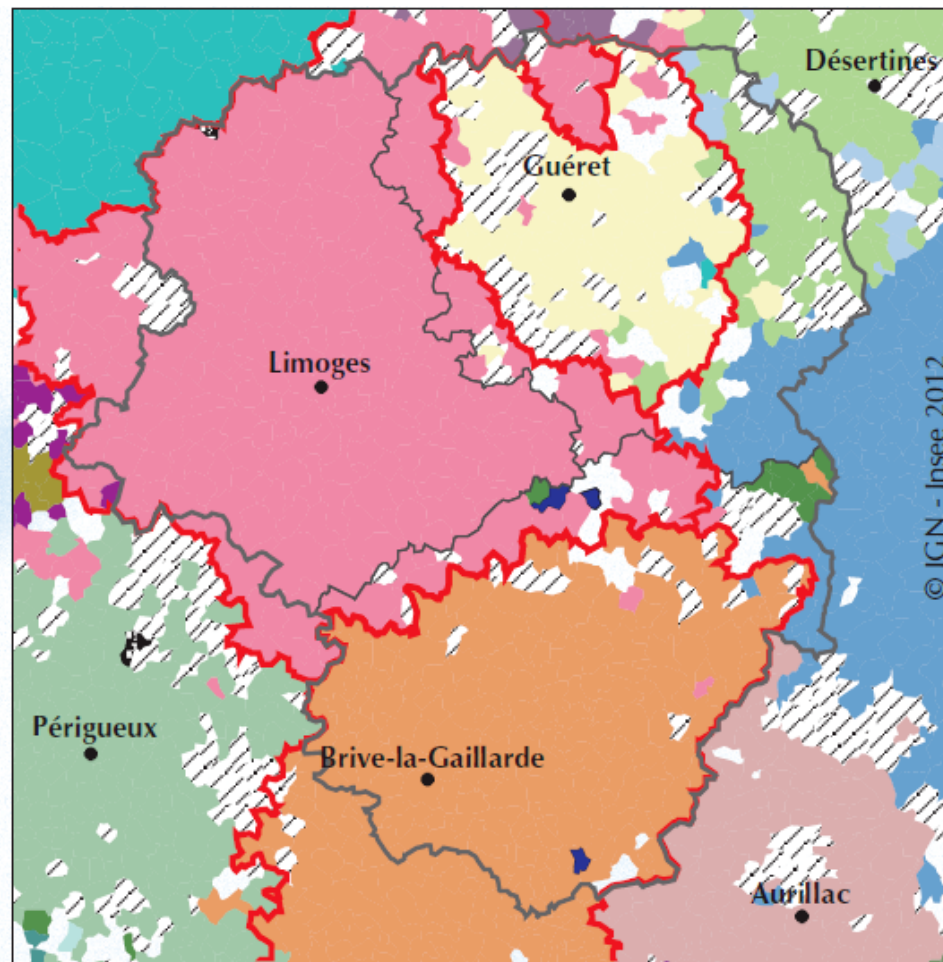 Désertines
Guéret
Limoges
© IGN - Insee 2012
Périgueux
Brive-la-Gaillarde
Aurillac